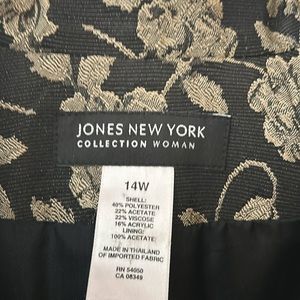 JONES NEW YORK
COLLECTION WOMAN
14W
SHELL:
40% POLYESTER
22% ACETATE
22% VISCOSE
16% ACRYLIC
LINING:
100% ACETATE
MADE IN THAILAND
OF IMPORTED FABRIC
RN 54050
CA 08349